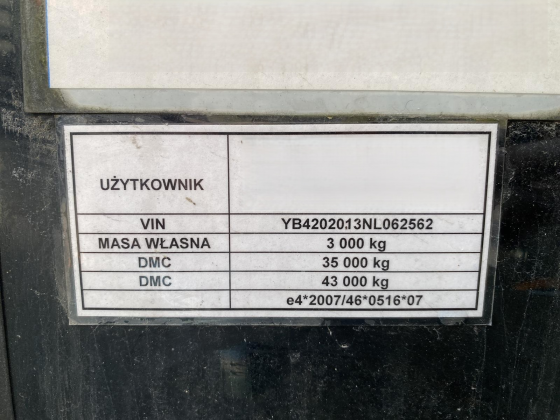 UŻYTKOWNIK
VIN YB4202013NL062562
MASA WŁASNA 3 000 kg
DMC 35 000 kg
DMC 43 000 kg
e4*2007/46*0516*07